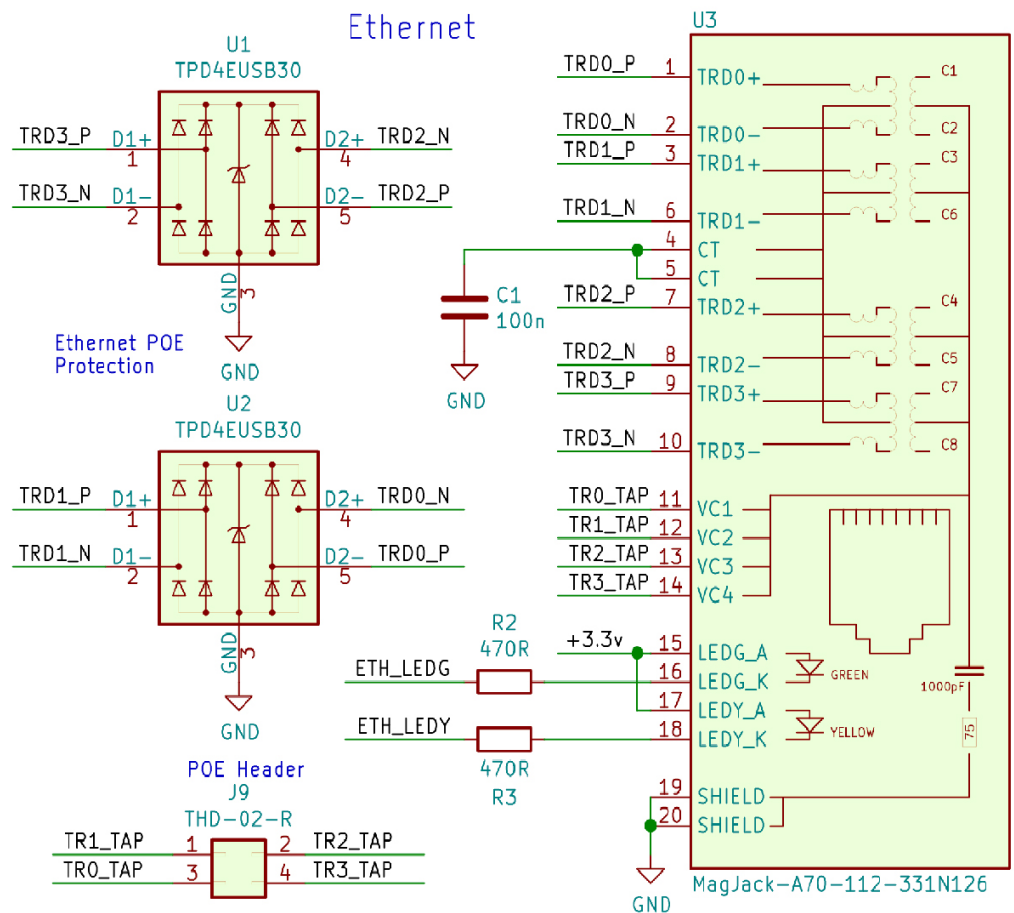 Ethernet
U1
TPD4EUSB30
TRD3_P
D1+
1
D2+
4
TRD2_N
TRD3_N
D1-
2
D2-
5
TRD2_P
GND
3
GND
Ethernet POE
Protection
U2
TPD4EUSB30
TRD1_P
D1+
1
D2+
4
TRD0_N
TRD1_N
D1-
2
D2-
5
TRD0_P
GND
3
GND
POE Header
J9
THD-02-R
TR1_TAP
1
2
TR2_TAP
TR0_TAP
3
4
TR3_TAP
C1
100n
GND
R2
470R
ETH_LEDG
ETH_LEDY
470R
R3
U3
TRD0_P
1
TRD0+
TRD0_N
2
TRD0-
TRD1_P
3
TRD1+
TRD1_N
6
TRD1-
4
CT
5
CT
TRD2_P
7
TRD2+
TRD2_N
8
TRD2-
TRD3_P
9
TRD3+
TRD3_N
10
TRD3-
TR0_TAP
11
VC1
TR1_TAP
12
VC2
TR2_TAP
13
VC3
TR3_TAP
14
VC4
+3.3v
15
LEDG_A
16
LEDG_K
17
LEDY_A
18
LEDY_K
19
SHIELD
20
SHIELD
GND
C1
C2
C3
C6
C4
C5
C7
C8
GREEN
YELLOW
1000pF
75
MagJack-A70-112-331N126